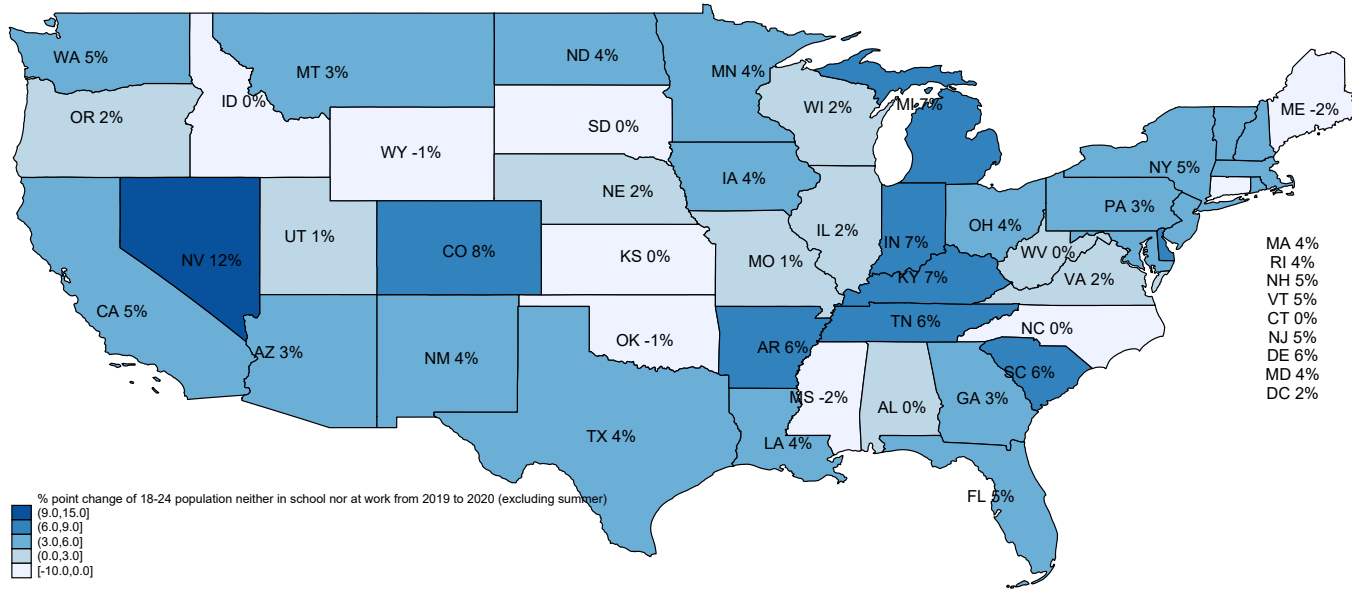 WA 5%
MT 3%
ND 4%
MN 4%
ID 0%
OR 2%
WI 2%
MI 7%
ME -2%
SD 0%
WY -1%
NY 5%
IA 4%
NE 2%
PA 3%
OH 4%
IL 2%
IN 7%
UT 1%
CO 8%
NV 12%
KS 0%
MO 1%
WV 0%
VA 2%
KY 7%
CA 5%
TN 6%
NC 0%
OK -1%
AR 6%
AZ 3%
NM 4%
SC 6%
MS -2%
AL 0%
GA 3%
TX 4%
LA 4%
FL 5%
MA 4%
RI 4%
NH 5%
VT 5%
CT 0%
NJ 5%
DE 6%
MD 4%
DC 2%
% point change of 18-24 population neither in school nor at work from 2019 to 2020 (excluding summer)
(9.0,15.0]
(6.0,9.0]
(3.0,6.0]
(0.0,3.0]
[-10.0,0.0]